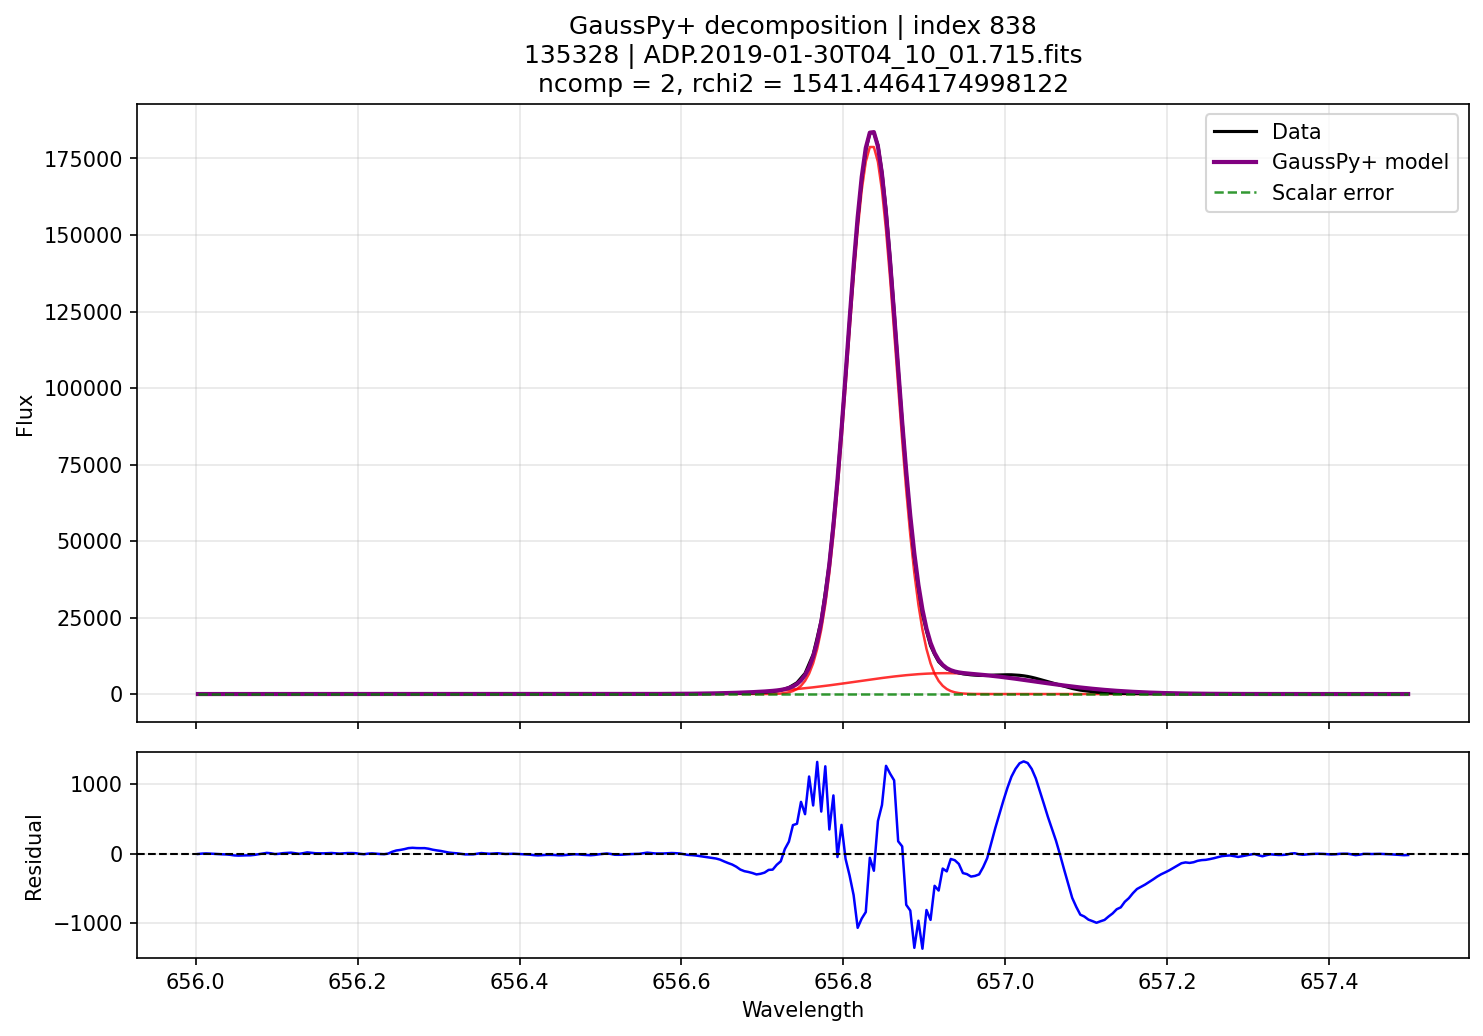 GaussPy+ decomposition | index 838
135328 | ADP.2019-01-30T04_10_01.715.fits
ncomp = 2, rchi2 = 1541.4464174998122
Data
GaussPy+ model
Scalar error
175000
150000
125000
100000
75000
50000
25000
0
Flux
1000
0
−1000
Residual
656.0 656.2 656.4 656.6 656.8 657.0 657.2 657.4
Wavelength